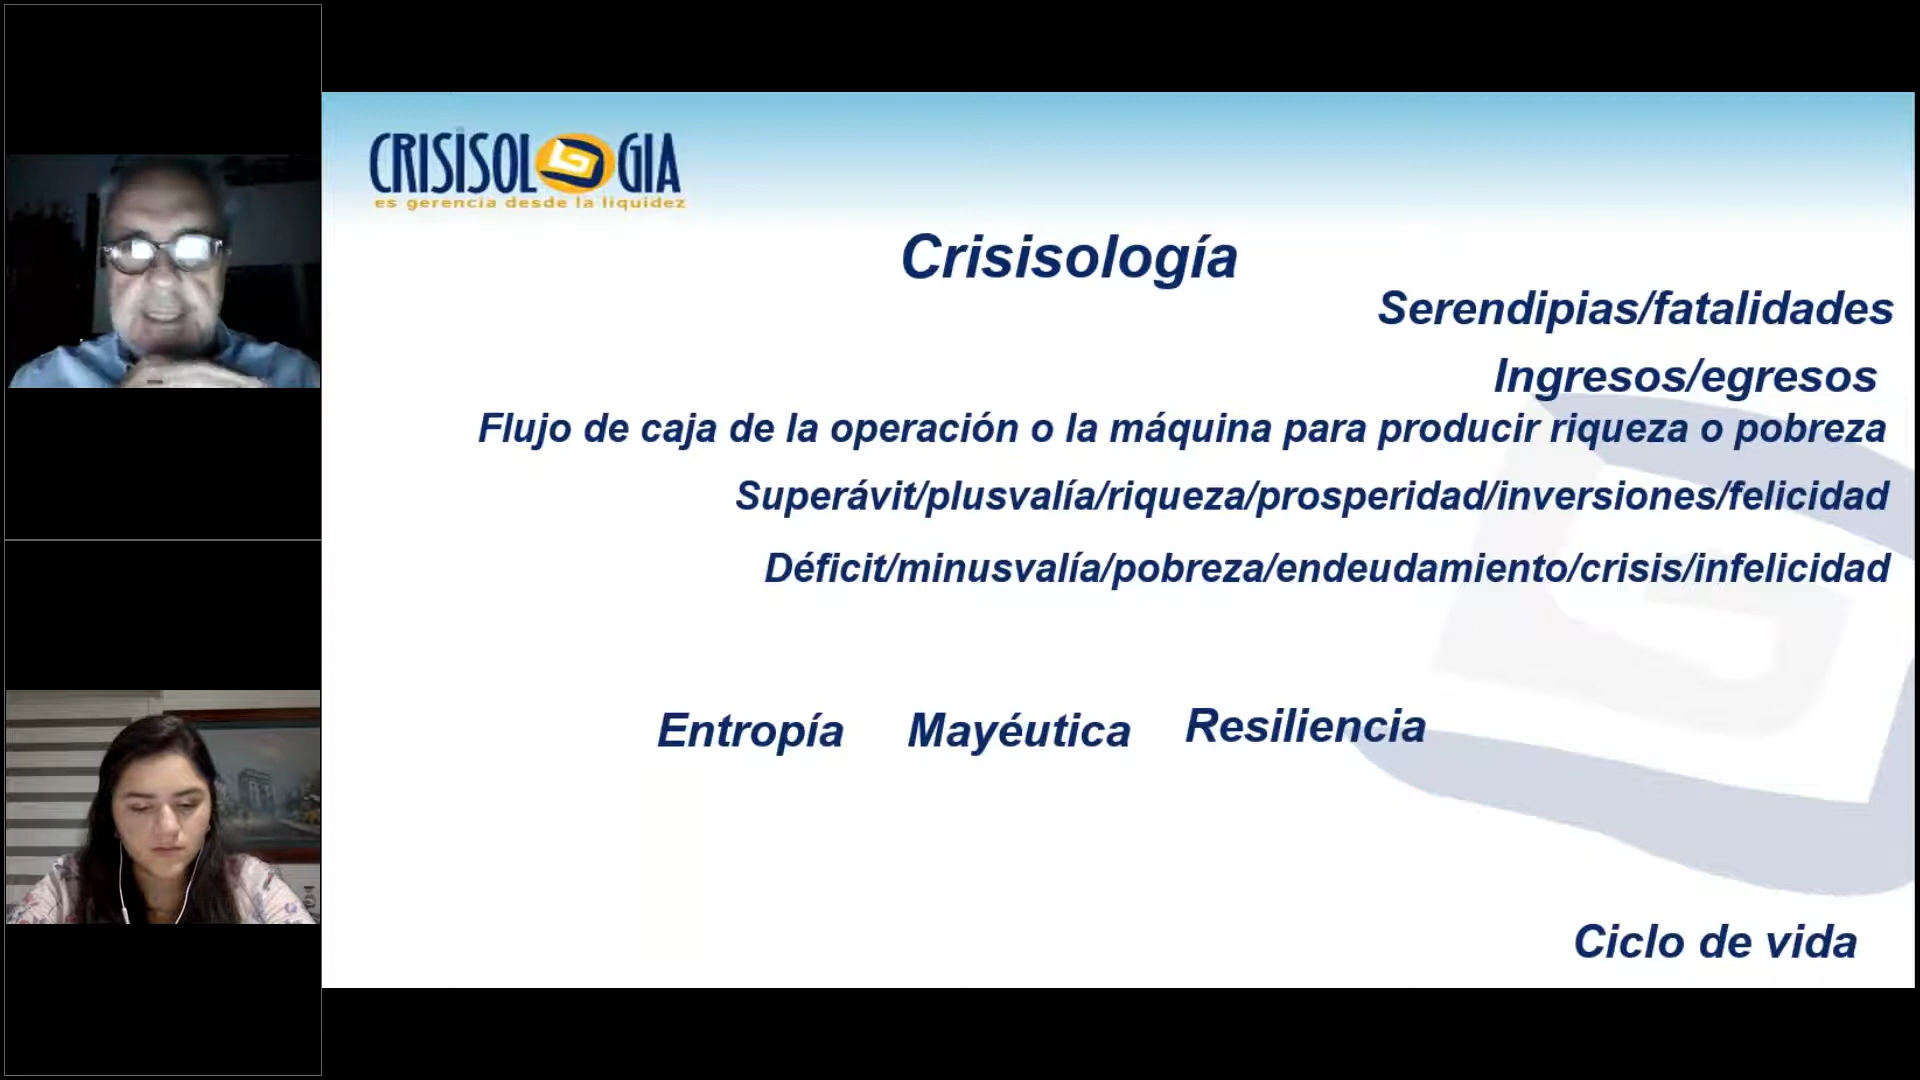 CRISISOLOGIA
es gerencia desde la liquidez
Crisisología
Serendipias/fatalidades
Ingresos/egresos
Flujo de caja de la operación o la máquina para producir riqueza o pobreza
Superávit/plusvalía/riqueza/prosperidad/inversiones/felicidad
Déficit/minusvalía/pobreza/endeudamiento/crisis/infelicidad
Entropía Mayéutica Resiliencia
Ciclo de vida